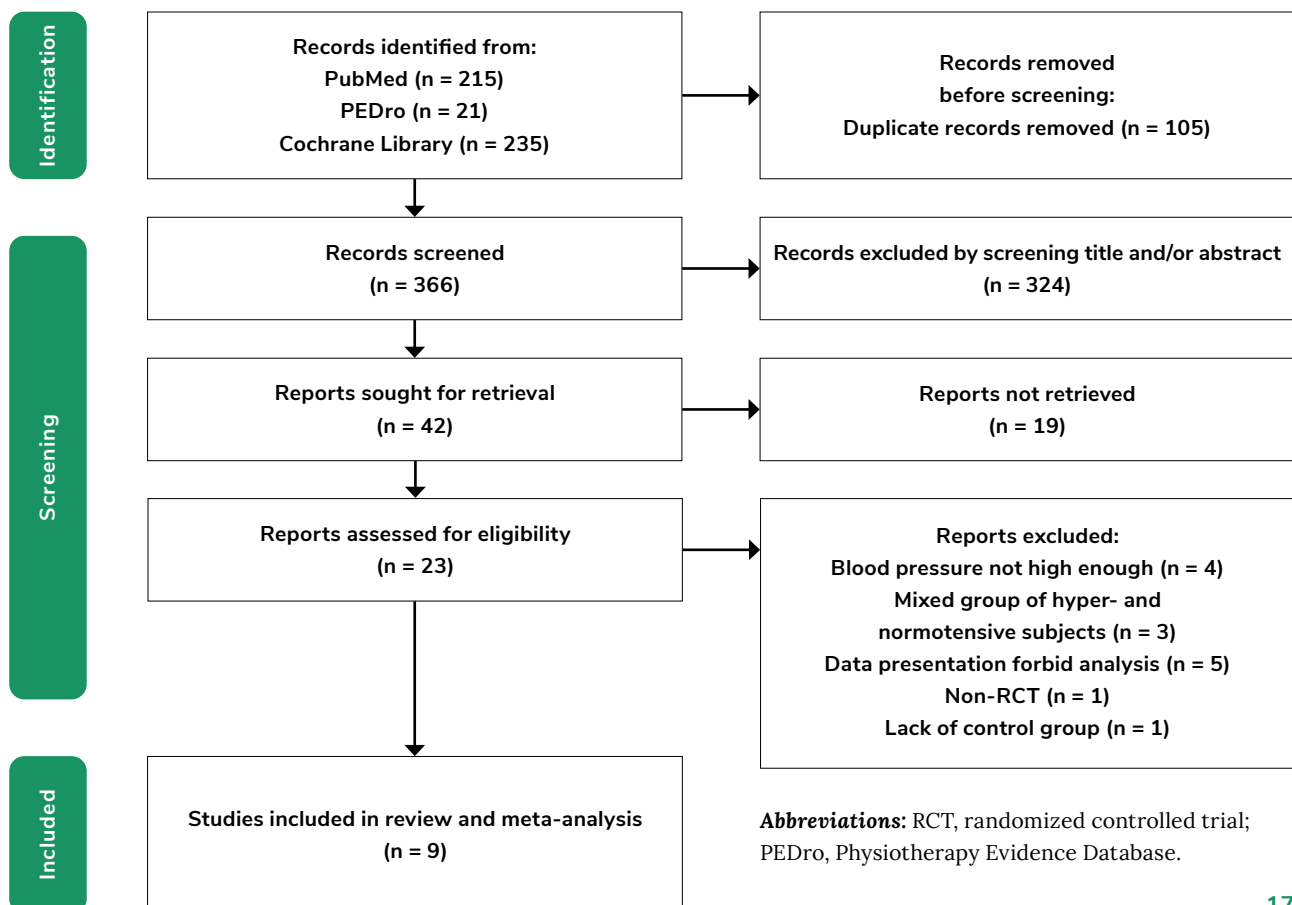 Identification
Records identified from:
PubMed (n = 215)
PEDro (n = 21)
Cochrane Library (n = 235)
Records removed
before screening:
Duplicate records removed (n = 105)
Screening
Records screened
(n = 366)
Records excluded by screening title and/or abstract
(n = 324)
Reports sought for retrieval
(n = 42)
Reports not retrieved
(n = 19)
Reports assessed for eligibility
(n = 23)
Reports excluded:
Blood pressure not high enough (n = 4)
Mixed group of hyper- and
normotensive subjects (n = 3)
Data presentation forbid analysis (n = 5)
Non-RCT (n = 1)
Lack of control group (n = 1)
Included
Studies included in review and meta-analysis
(n = 9)
Abbreviations: RCT, randomized controlled trial;
PEDro, Physiotherapy Evidence Database.
17